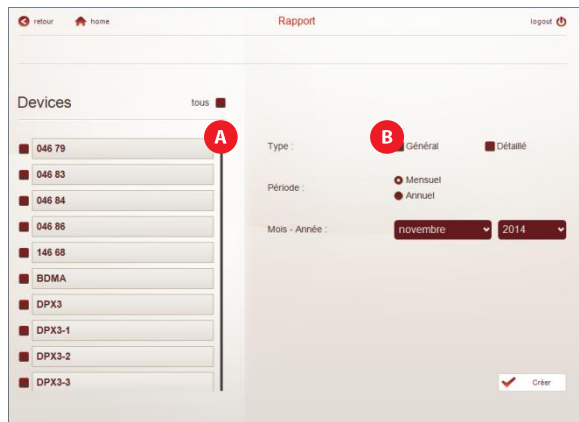 retour home Rapport logout
Devices tous
A
B
046 79
046 83
046 84
046 86
146 68
BDMA
DPX3
DPX3-1
DPX3-2
DPX3-3
Type : Général Détaillé
Période : Mensuel
Annuel
Mois - Année : novembre 2014
Créer